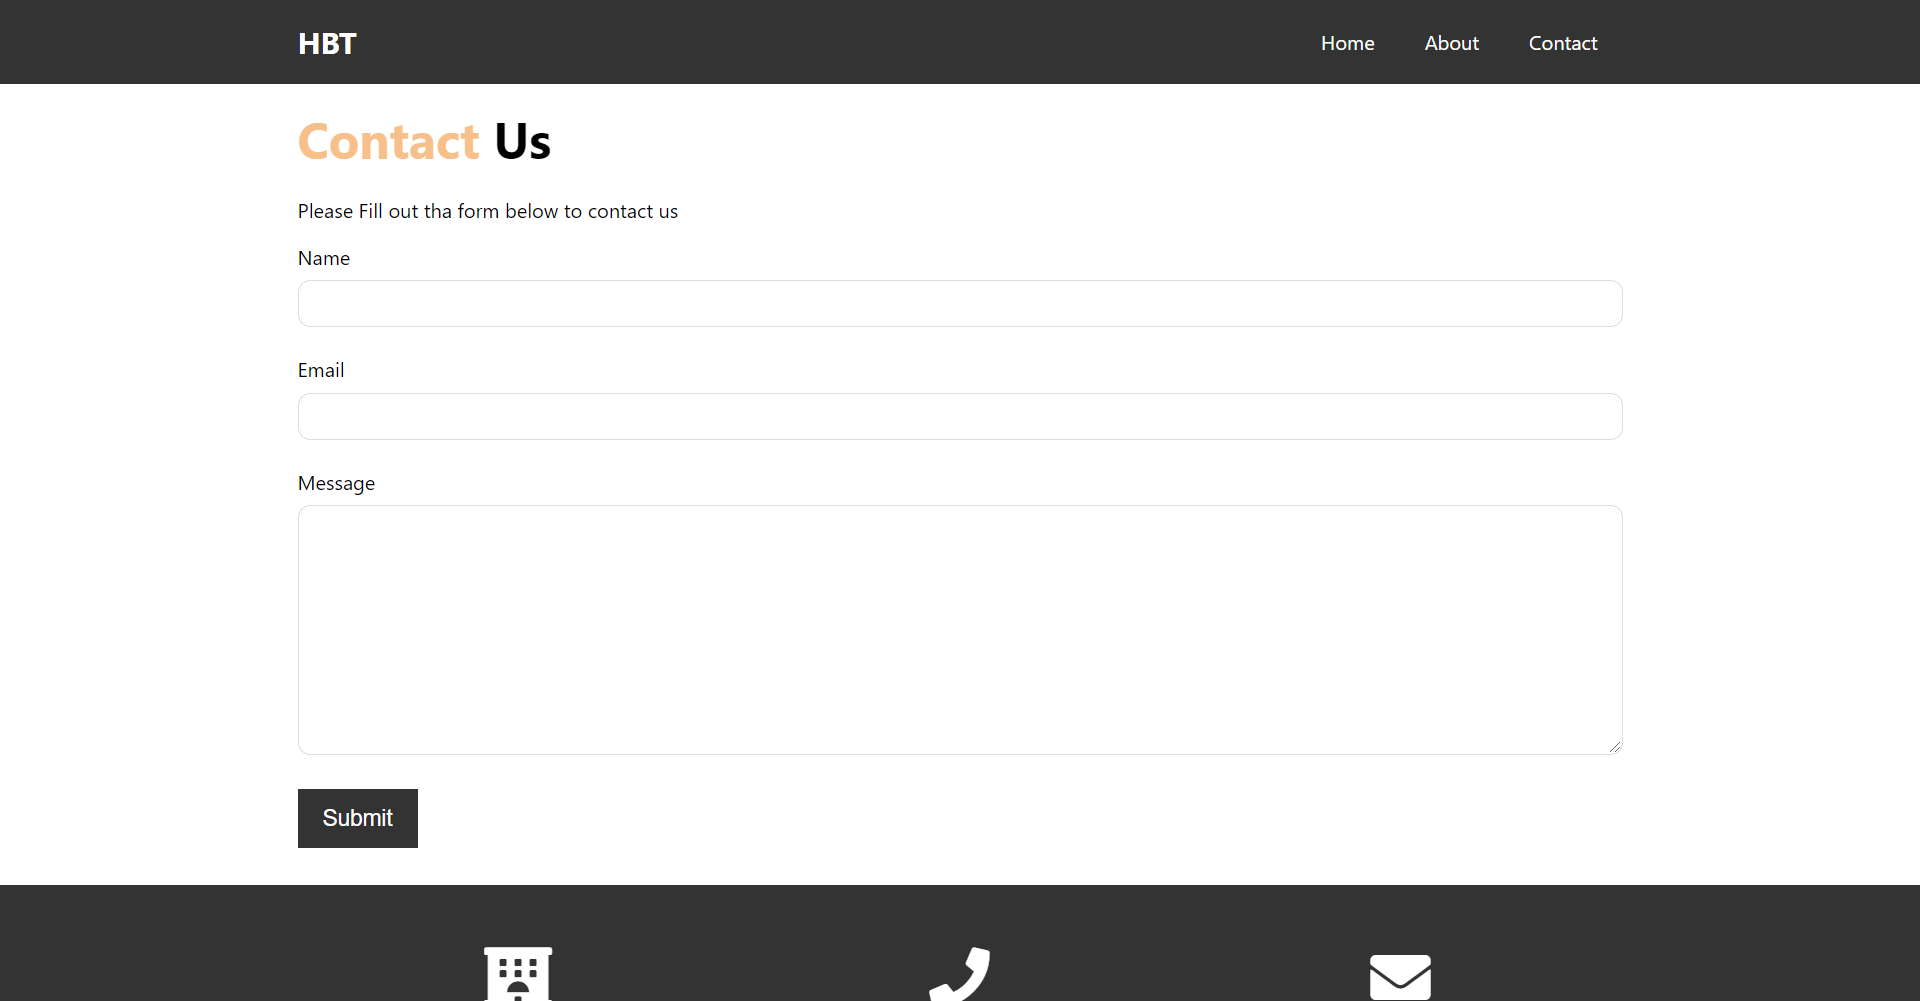 HBT
Home About Contact
Contact Us
Please Fill out tha form below to contact us
Name
Email
Message
Submit